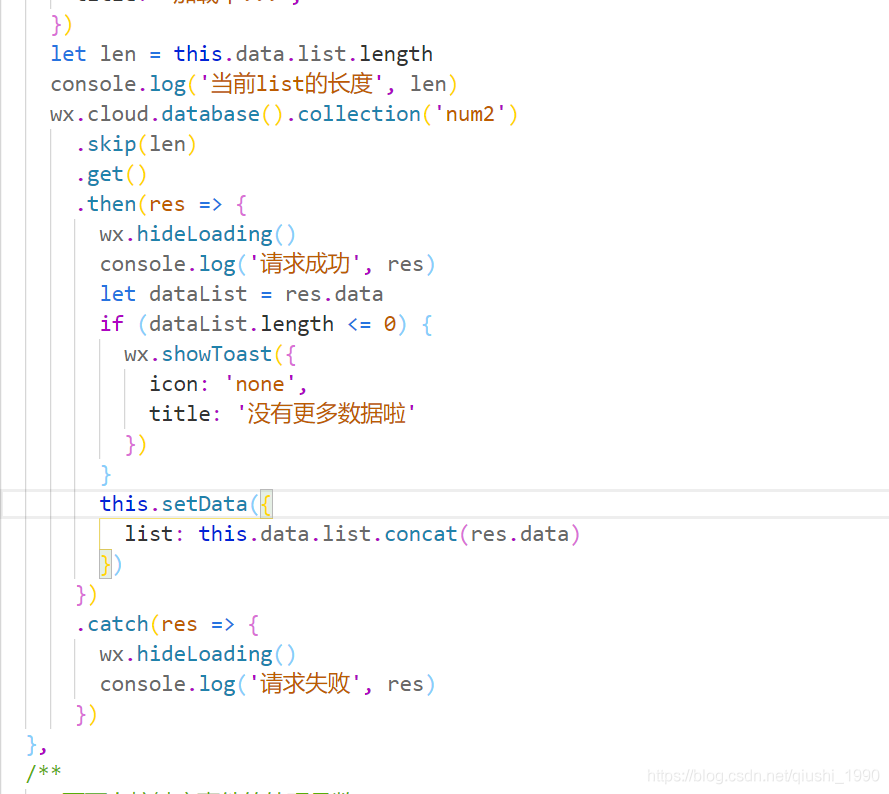 })
let len = this.data.list.length
console.log('当前list的长度', len)
wx.cloud.database().collection('num2')
.skip(len)
.get()
.then(res => {
wx.hideLoading()
console.log('请求成功', res)
let dataList = res.data
if (dataList.length <= 0) {
wx.showToast({
icon: 'none',
title: '没有更多数据啦'
})
}
this.setData({
list: this.data.list.concat(res.data)
})
})
.catch(res => {
wx.hideLoading()
console.log('请求失败', res)
})
},
/**
https://blog.csdn.net/qiushi_1990